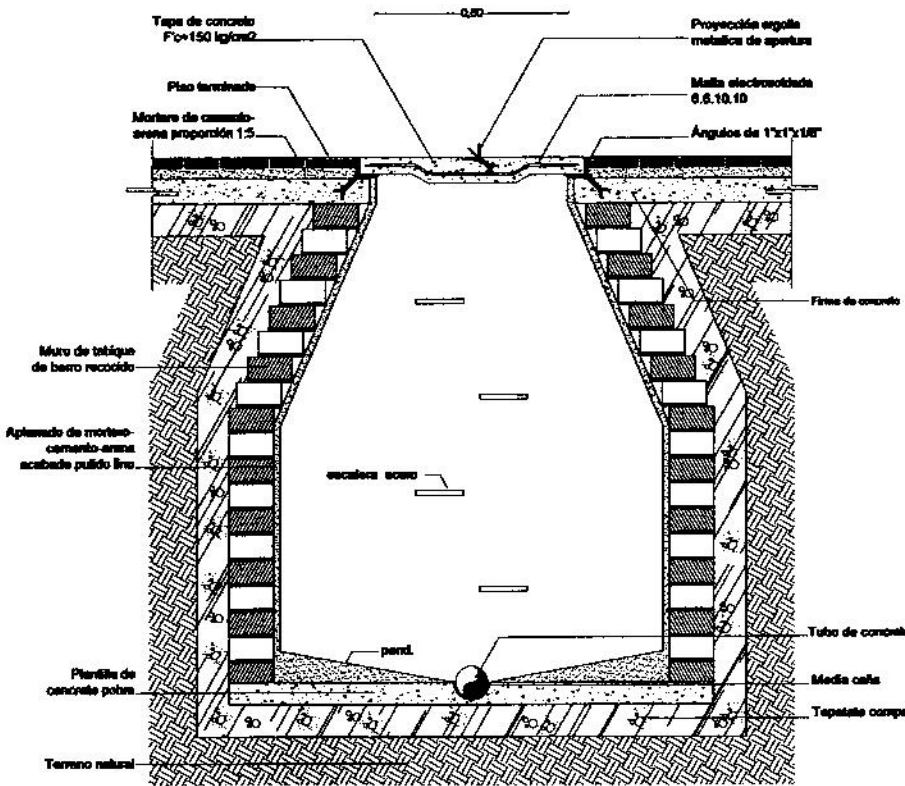 0,60
Tapa de concreto
F'c=150 kg/cm2
Proyección argolla
metalica de apertura
Piso terminado
Malla electrosoldada
6.6.10.10
Mortero de cemento-
arena proporción 1:5
Ángulos de 1"x1"x1/8"
Firme de concreto
Muro de tabique
de barro recocido
Aplanado de mortero-
cemento-arena
acabado pulido fino
escalera acero
pend.
Tubo de concreto
Plantilla de
concreto pobre
Media caña
Tepetate compa
Terreno natural